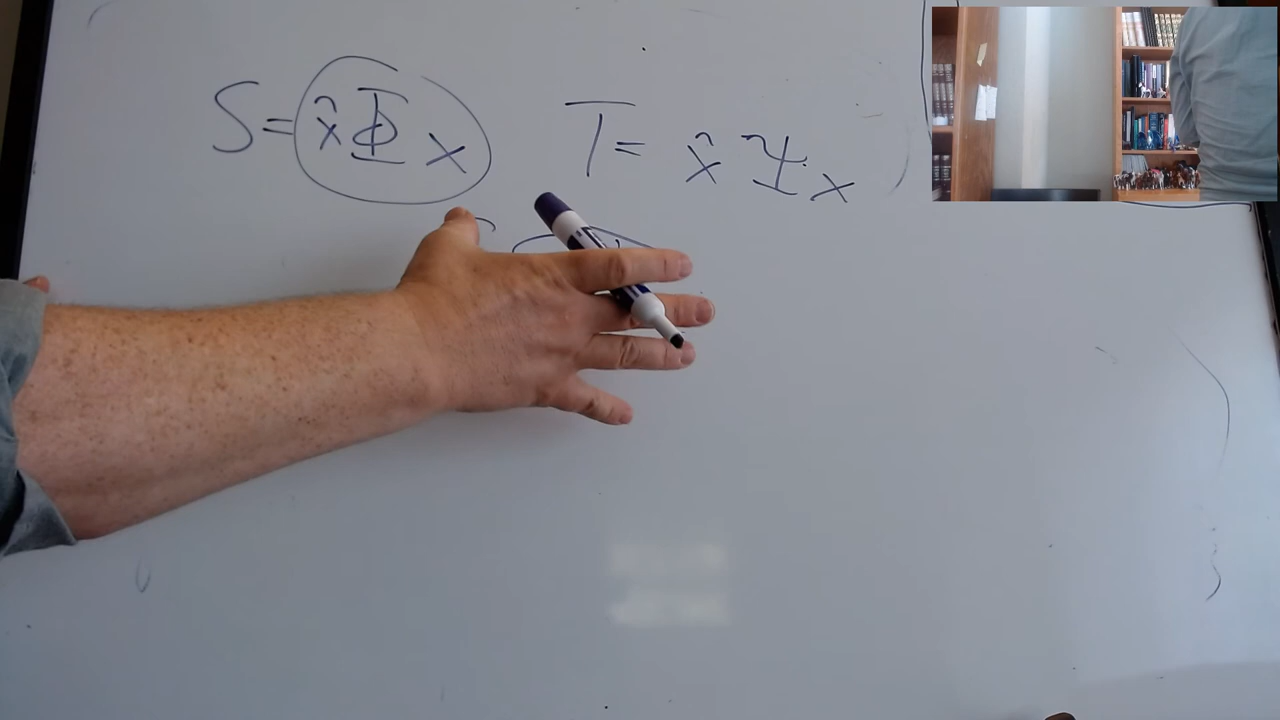 S = x̂Φx   T = x̂Ψx